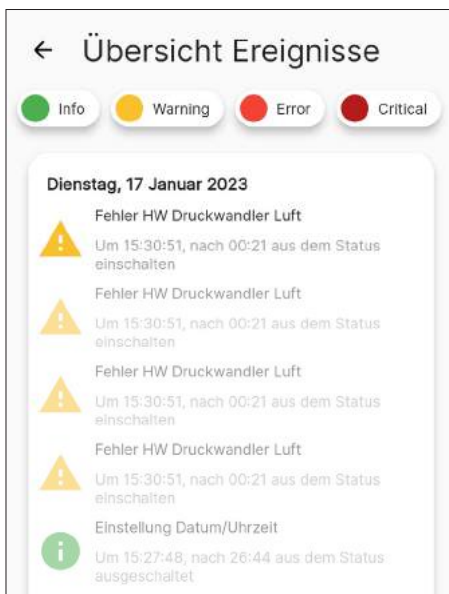 Übersicht Ereignisse
Info Warning Error Critical
Dienstag, 17 Januar 2023
Fehler HW Druckwandler Luft
Um 15:30:51, nach 00:21 aus dem Status
einschalten
Fehler HW Druckwandler Luft
Um 15:30:51, nach 00:21 aus dem Status
einschalten
Fehler HW Druckwandler Luft
Um 15:30:51, nach 00:21 aus dem Status
einschalten
Fehler HW Druckwandler Luft
Um 15:30:51, nach 00:21 aus dem Status
einschalten
Einstellung Datum/Uhrzeit
Um 15:27:48, nach 26:44 aus dem Status
ausgeschaltet